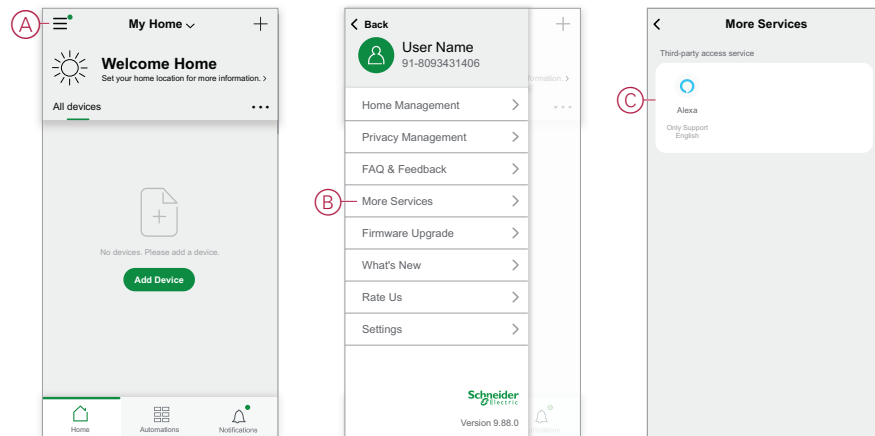 A
My Home
Welcome Home
Set your home location for more information. >
All devices
No devices. Please add a device.
Add Device
Home
Automations
Notifications
Back
User Name
91-8093431406
formation. >
Home Management
Privacy Management
FAQ & Feedback
B
More Services
Firmware Upgrade
What's New
Rate Us
Settings
Schneider
Electric
Version 9.88.0
More Services
Third-party access service
C
Alexa
Only Support
English